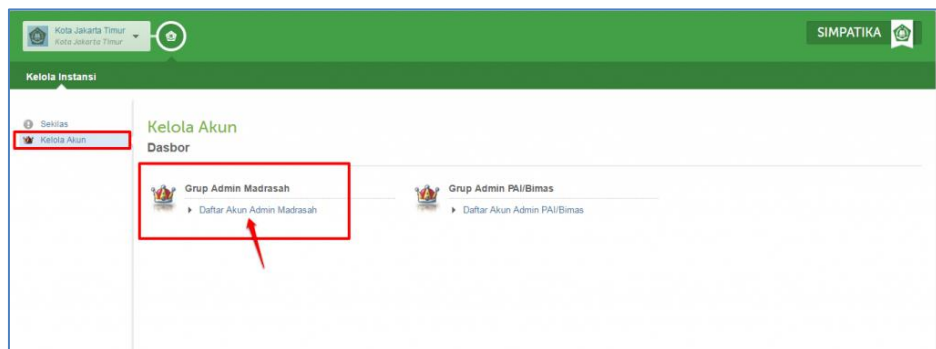 Kota Jakarta Timur
Kota Jakarta Timur
SIMPATIKA
Kelola Instansi
Sekilas
Kelola Akun
Kelola Akun
Dasbor
Grup Admin Madrasah
Daftar Akun Admin Madrasah
Grup Admin PAI/Bimas
Daftar Akun Admin PAI/Bimas